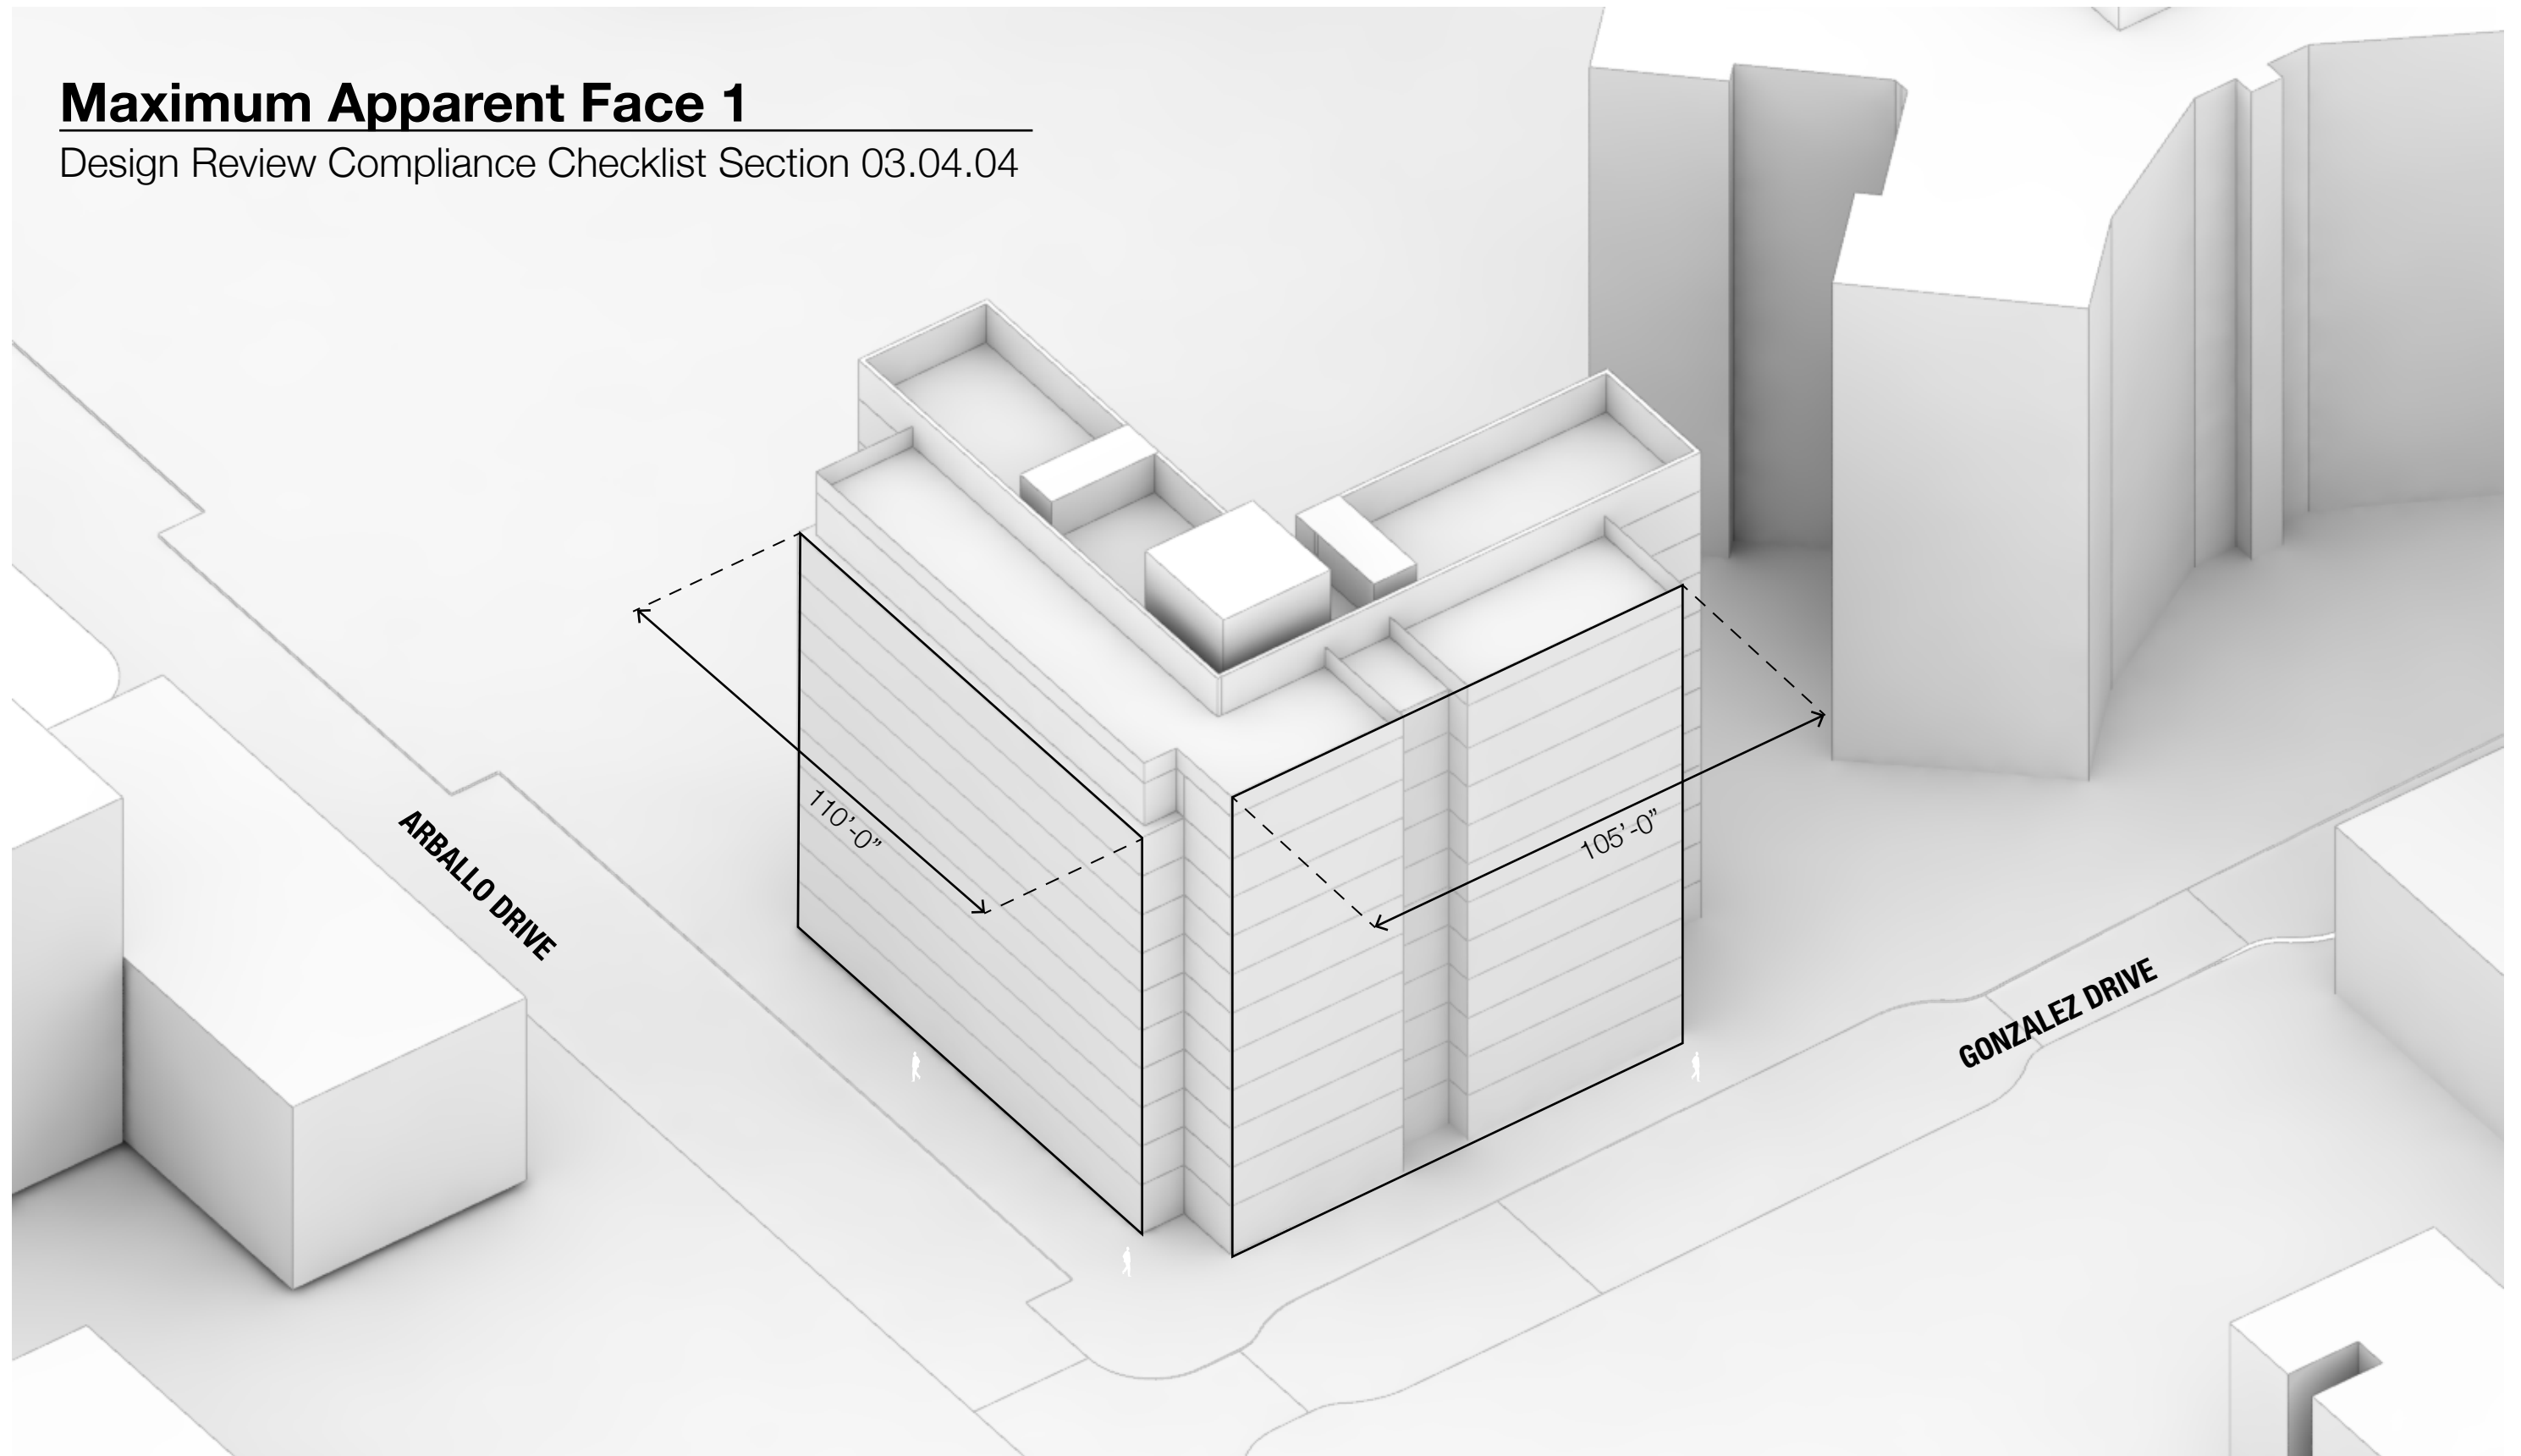 Maximum Apparent Face 1
Design Review Compliance Checklist Section 03.04.04
110’-0”
105’-0”
ARBALLO DRIVE
GONZALEZ DRIVE